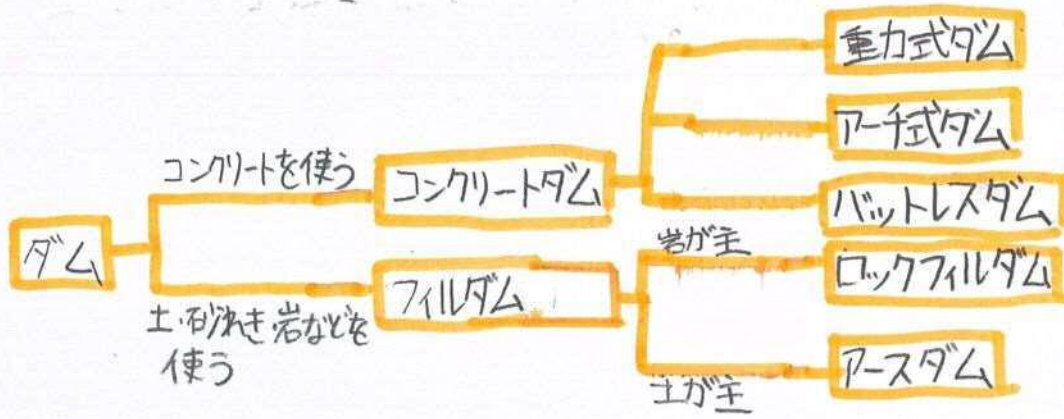 ダム
コンクリートを使う
コンクリートダム
重力式ダム
アーチ式ダム
バットレスダム
土・砂れき・岩などを
使う
フィルダム
岩が主
ロックフィルダム
土が主
アースダム